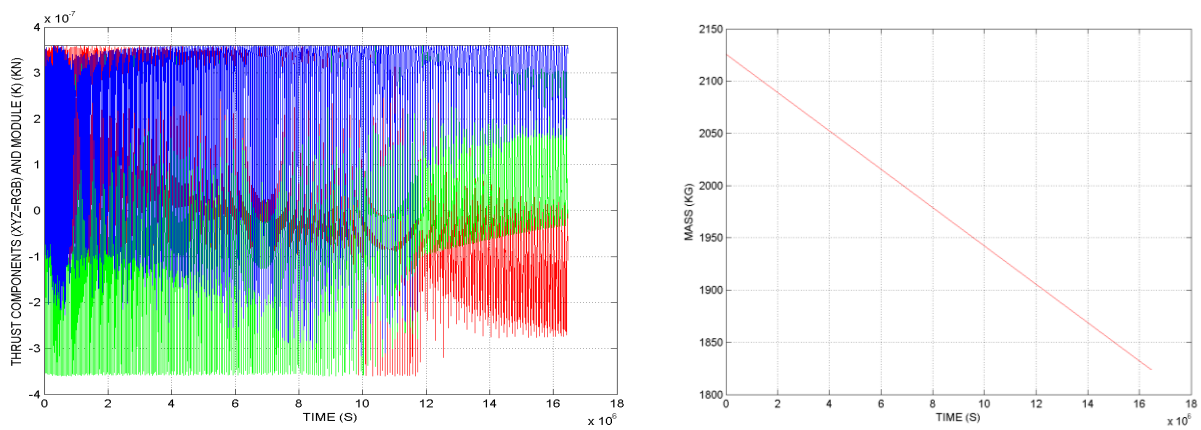 x 10-7
4
3
2
1
0
-1
-2
-3
-4
THRUST COMPONENTS (XYZ=RGB) AND MODULE (K) (KN)
0 2 4 6 8 10 12 14 16 18
TIME (S)
x 10 6
2150
2100
2050
2000
1950
1900
1850
1800
MASS (KG)
0 2 4 6 8 10 12 14 16 18
TIME (S)
x 10 6